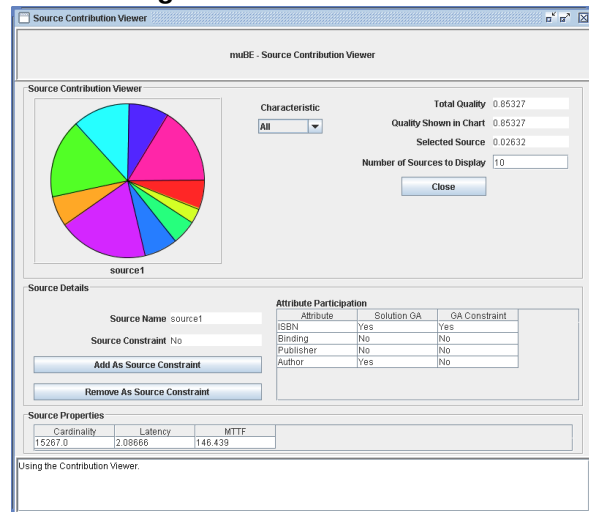 Source Contribution Viewer
muBE - Source Contribution Viewer
Source Contribution Viewer
Characteristic
All
Total Quality 0.85327
Quality Shown in Chart 0.85327
Selected Source 0.02632
Number of Sources to Display 10
Close
source1
Source Details
Source Name source1
Source Constraint No
Add As Source Constraint
Remove As Source Constraint
Attribute Participation
Attribute Solution GA GA Constraint
ISBN Yes Yes
Binding No No
Publisher No No
Author Yes No
Source Properties
Cardinality Latency MTTF
15267.0 2.08666 146.439
Using the Contribution Viewer.